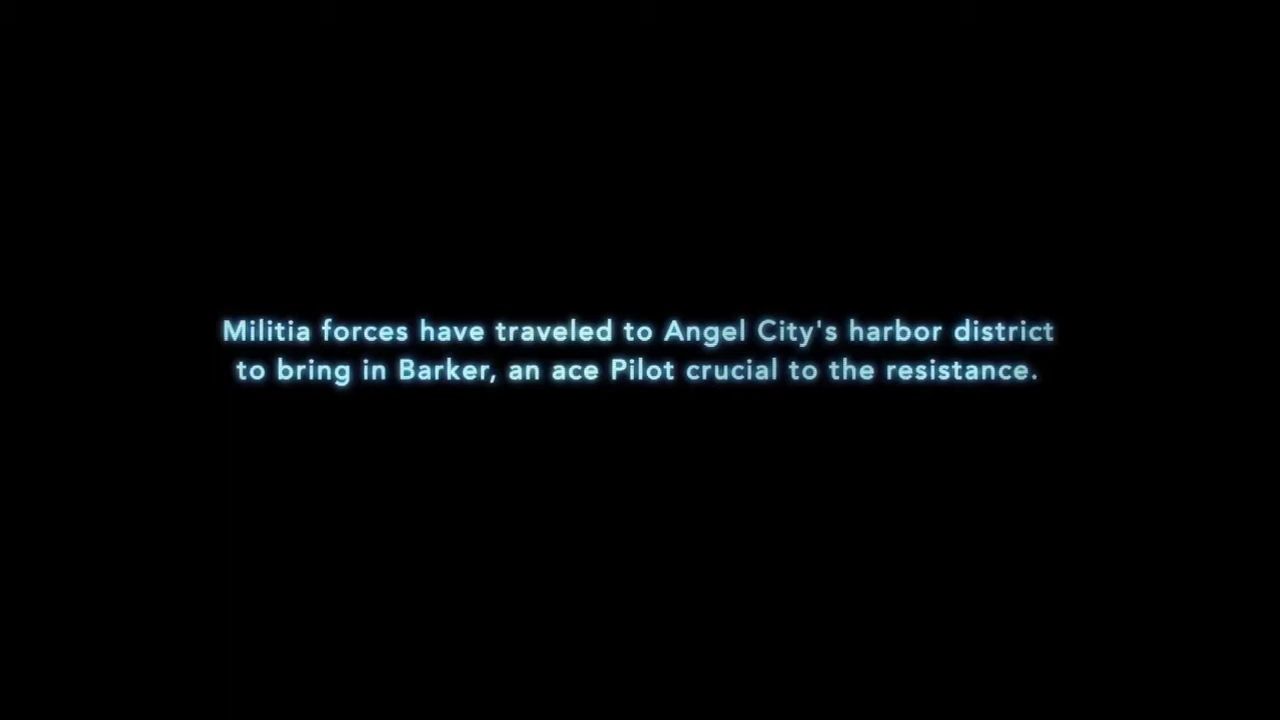 Militia forces have traveled to Angel City's harbor district
to bring in Barker, an ace Pilot crucial to the resistance.